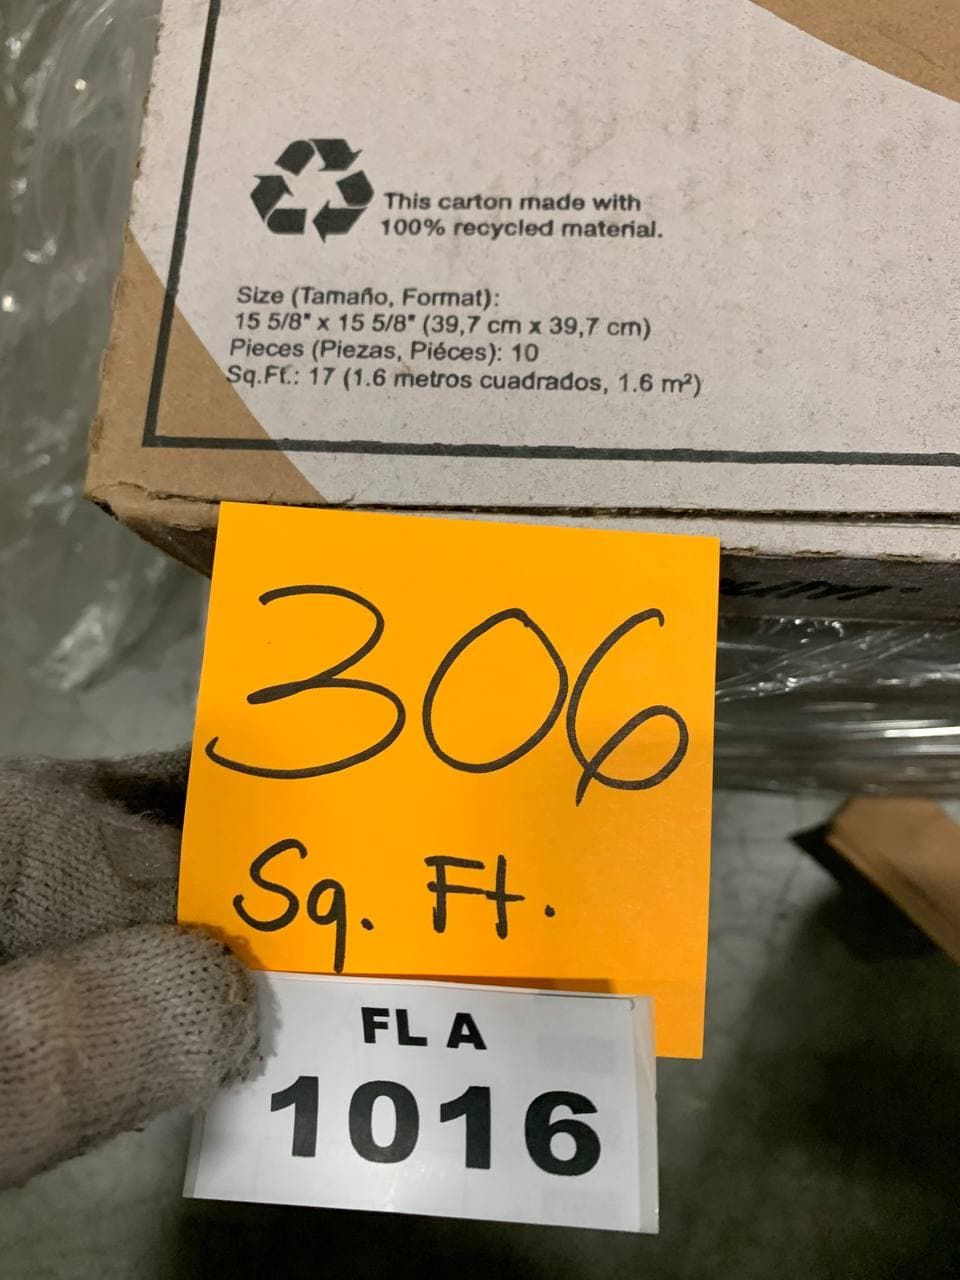 This carton made with
100% recycled material.
Size (Tamaño, Format):
15 5/8" x 15 5/8" (39,7 cm x 39,7 cm)
Pieces (Piezas, Piéces): 10
Sq.Ft.: 17 (1.6 metros cuadrados, 1.6 m²)
306
Sq. Ft.
FL A
1016